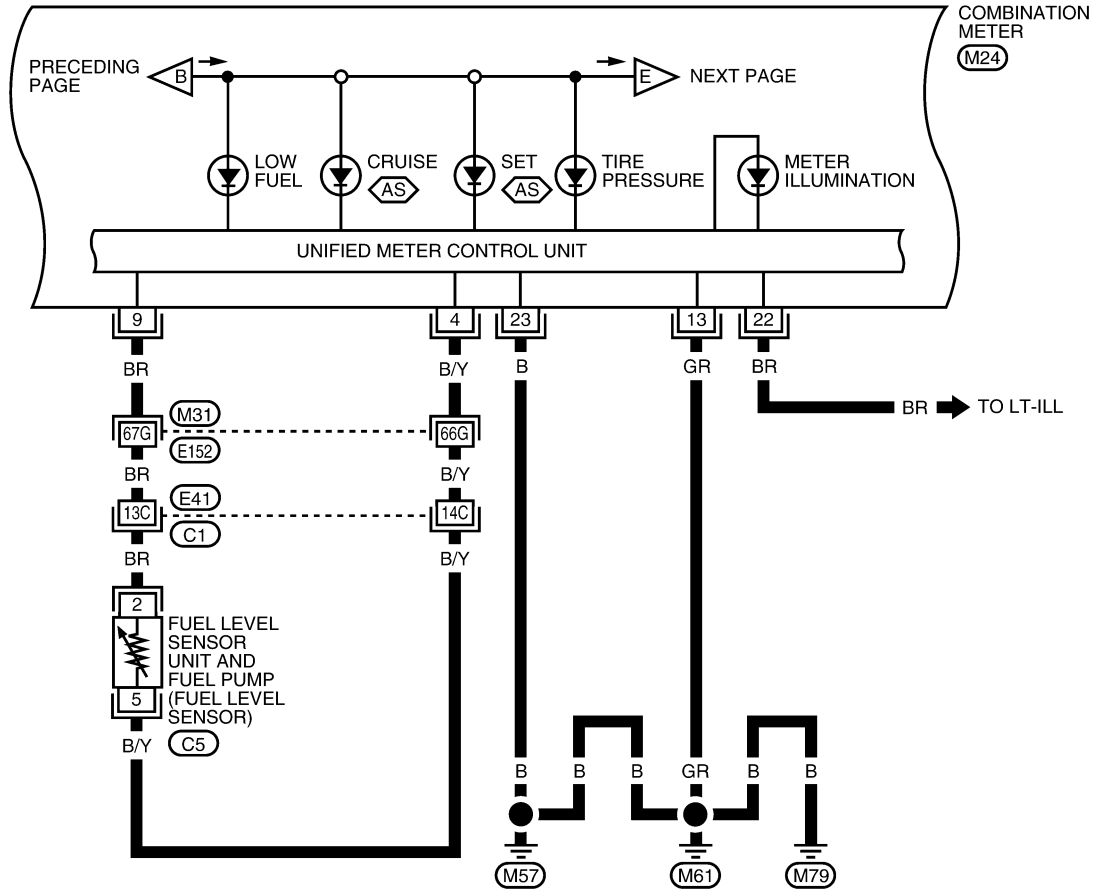 COMBINATION
METER
M24
PRECEDING
PAGE
B
E
NEXT PAGE
LOW
FUEL
CRUISE
AS
SET
AS
TIRE
PRESSURE
METER
ILLUMINATION
UNIFIED METER CONTROL UNIT
9
4
23
13
22
BR
B/Y
B
GR
BR
BR
TO LT-ILL
M31
67G
66G
E152
BR
B/Y
E41
13C
14C
C1
BR
B/Y
2
FUEL LEVEL
SENSOR
UNIT AND
FUEL PUMP
(FUEL LEVEL
SENSOR)
5
B/Y
C5
B
B
B
GR
B
B
M57
M61
M79